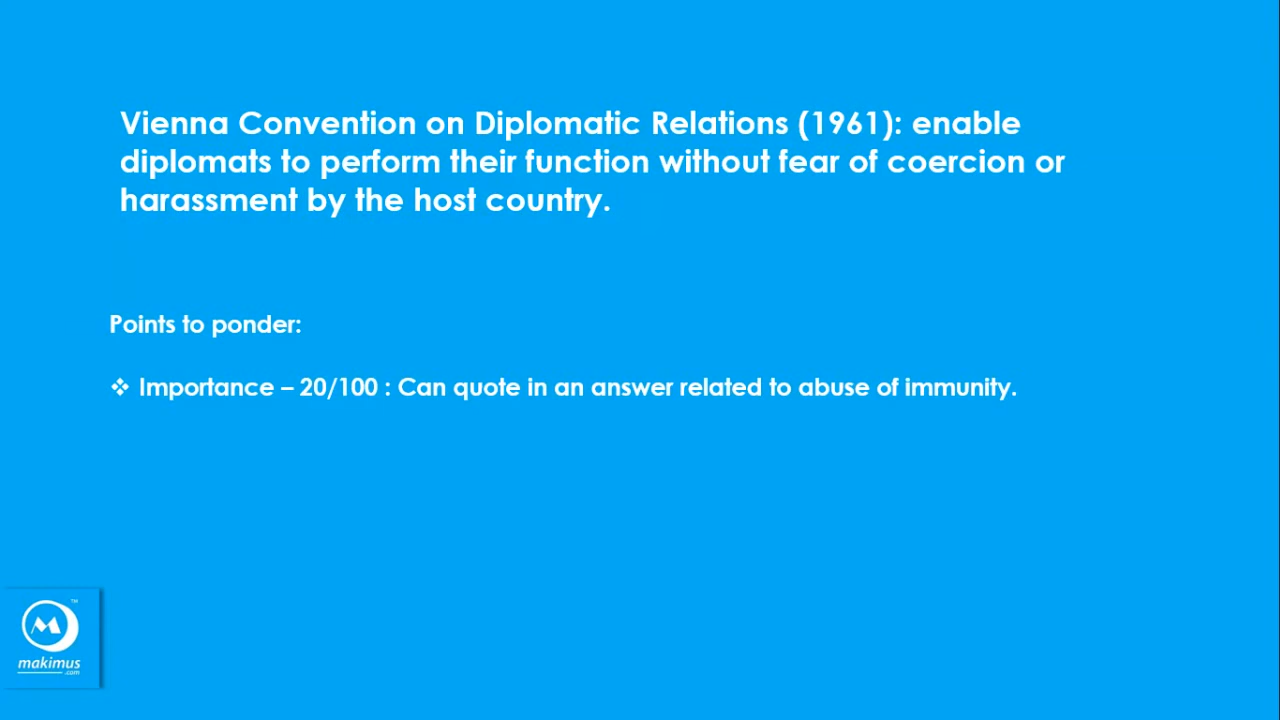 Vienna Convention on Diplomatic Relations (1961): enable
diplomats to perform their function without fear of coercion or
harassment by the host country.
Points to ponder:
❖ Importance – 20/100 : Can quote in an answer related to abuse of immunity.
M
TM
makimus
.com